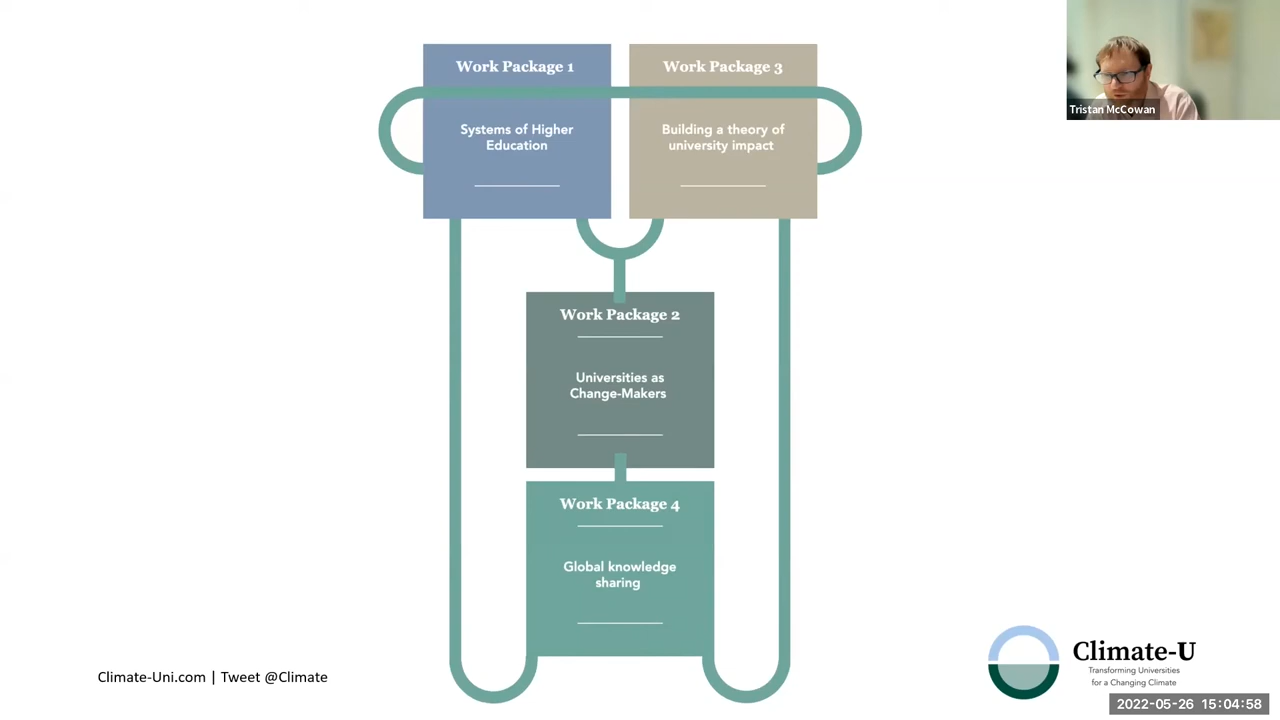 Work Package 1
Systems of Higher
Education
Work Package 3
Building a theory of
university impact
Tristan McCowan
Work Package 2
Universities as
Change-Makers
Work Package 4
Global knowledge
sharing
Climate-Uni.com | Tweet @Climate
Climate-U
Transforming Universities
for a Changing Climate
2022-05-26 15:04:58